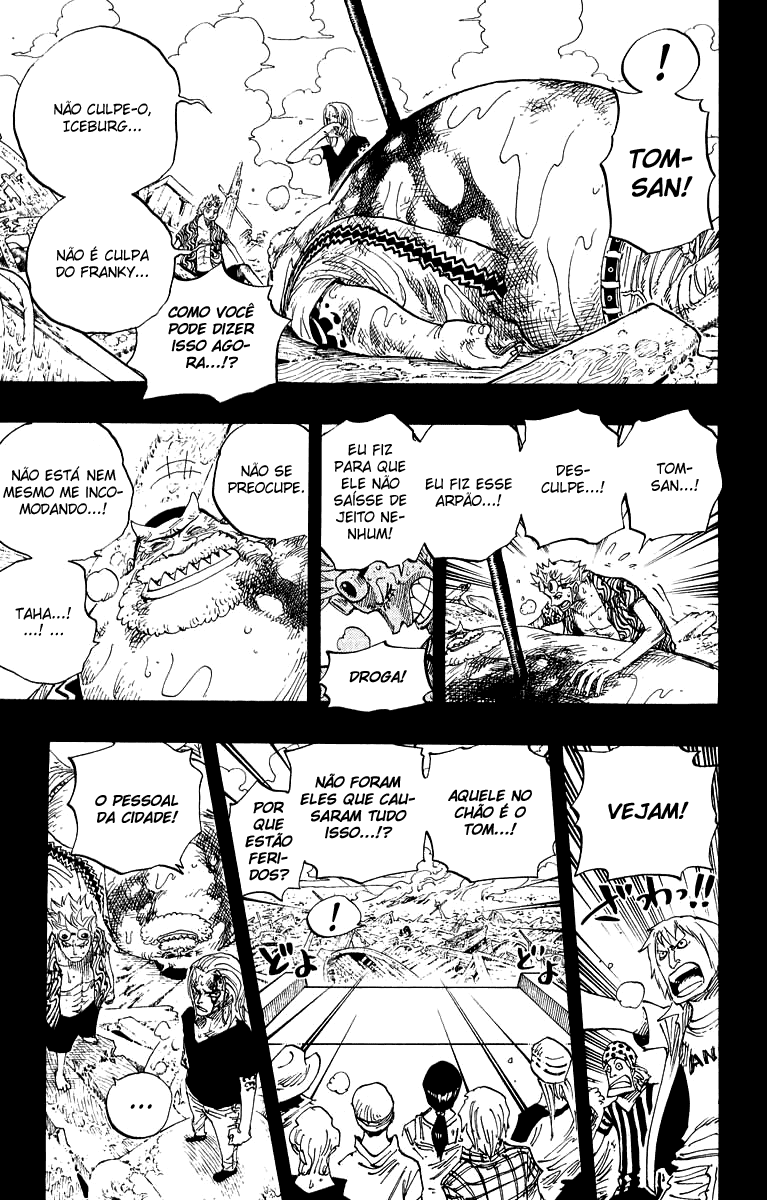 !
TOM-
SAN!
NÃO CULPE-O,
ICEBURG...
NÃO É CULPA
DO FRANKY...
COMO VOCÊ
PODE DIZER
ISSO AGO-
RA...!?
TOM-
SAN...!
DES-
CULPE...!
EU FIZ ESSE
ARPÃO...!
EU FIZ
PARA QUE
ELE NÃO
SAÍSSE DE
JEITO NE-
NHUM!
DROGA!
NÃO SE
PREOCUPE.
NÃO ESTÁ NEM
MESMO ME INCO-
MODANDO...!
TAHA...!
...! ...
VEJAM!
ざわっ!!
AN
AQUELE NO
CHÃO É O
TOM...!
NÃO FORAM
ELES QUE CAU-
SARAM TUDO
ISSO...!?
POR
QUE
ESTÃO
FERI-
DOS?
!
どよ
どよ
O PESSOAL
DA CIDADE!
...